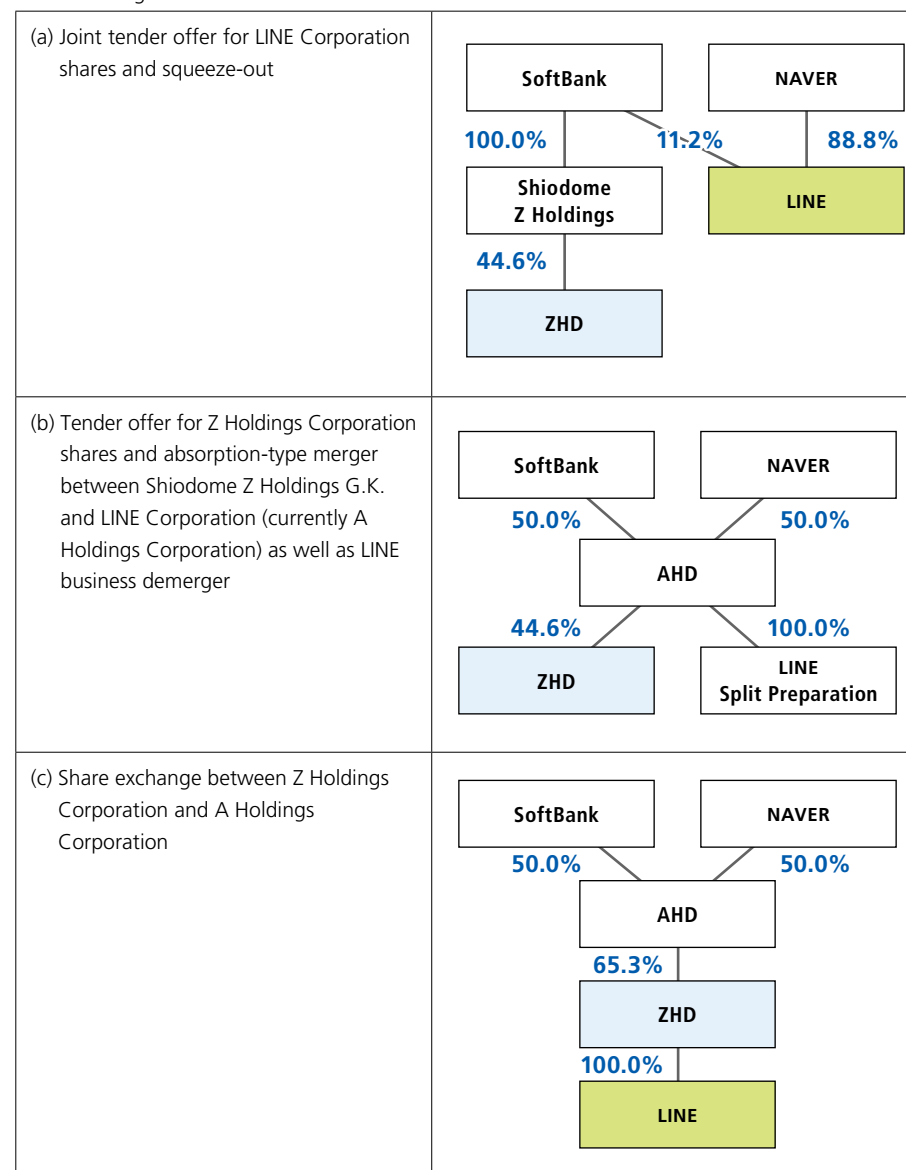 (a) Joint tender offer for LINE Corporation
shares and squeeze-out
SoftBank
NAVER
100.0%
11.2%
88.8%
Shiodome
Z Holdings
LINE
44.6%
ZHD
(b) Tender offer for Z Holdings Corporation
shares and absorption-type merger
between Shiodome Z Holdings G.K.
and LINE Corporation (currently A
Holdings Corporation) as well as LINE
business demerger
SoftBank
NAVER
50.0%
50.0%
AHD
44.6%
100.0%
ZHD
LINE
Split Preparation
(c) Share exchange between Z Holdings
Corporation and A Holdings
Corporation
SoftBank
NAVER
50.0%
50.0%
AHD
65.3%
ZHD
100.0%
LINE